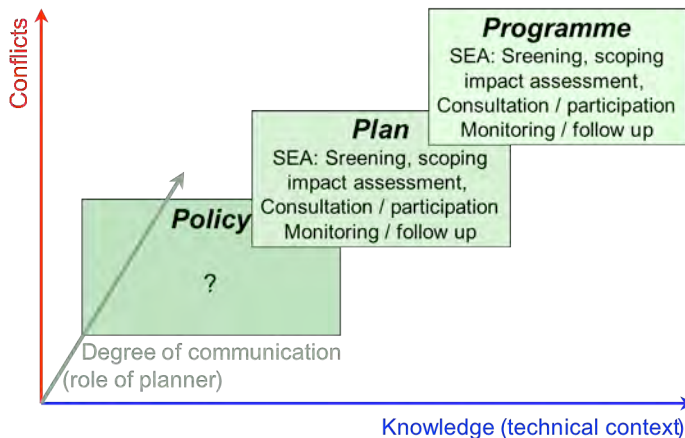 Conflicts
Programme
SEA: Sreening, scoping
impact assessment,
Consultation / participation
Monitoring / follow up
Plan
SEA: Sreening, scoping
impact assessment,
Consultation / participation
Monitoring / follow up
Policy
?
Degree of communication
(role of planner)
Knowledge (technical context)